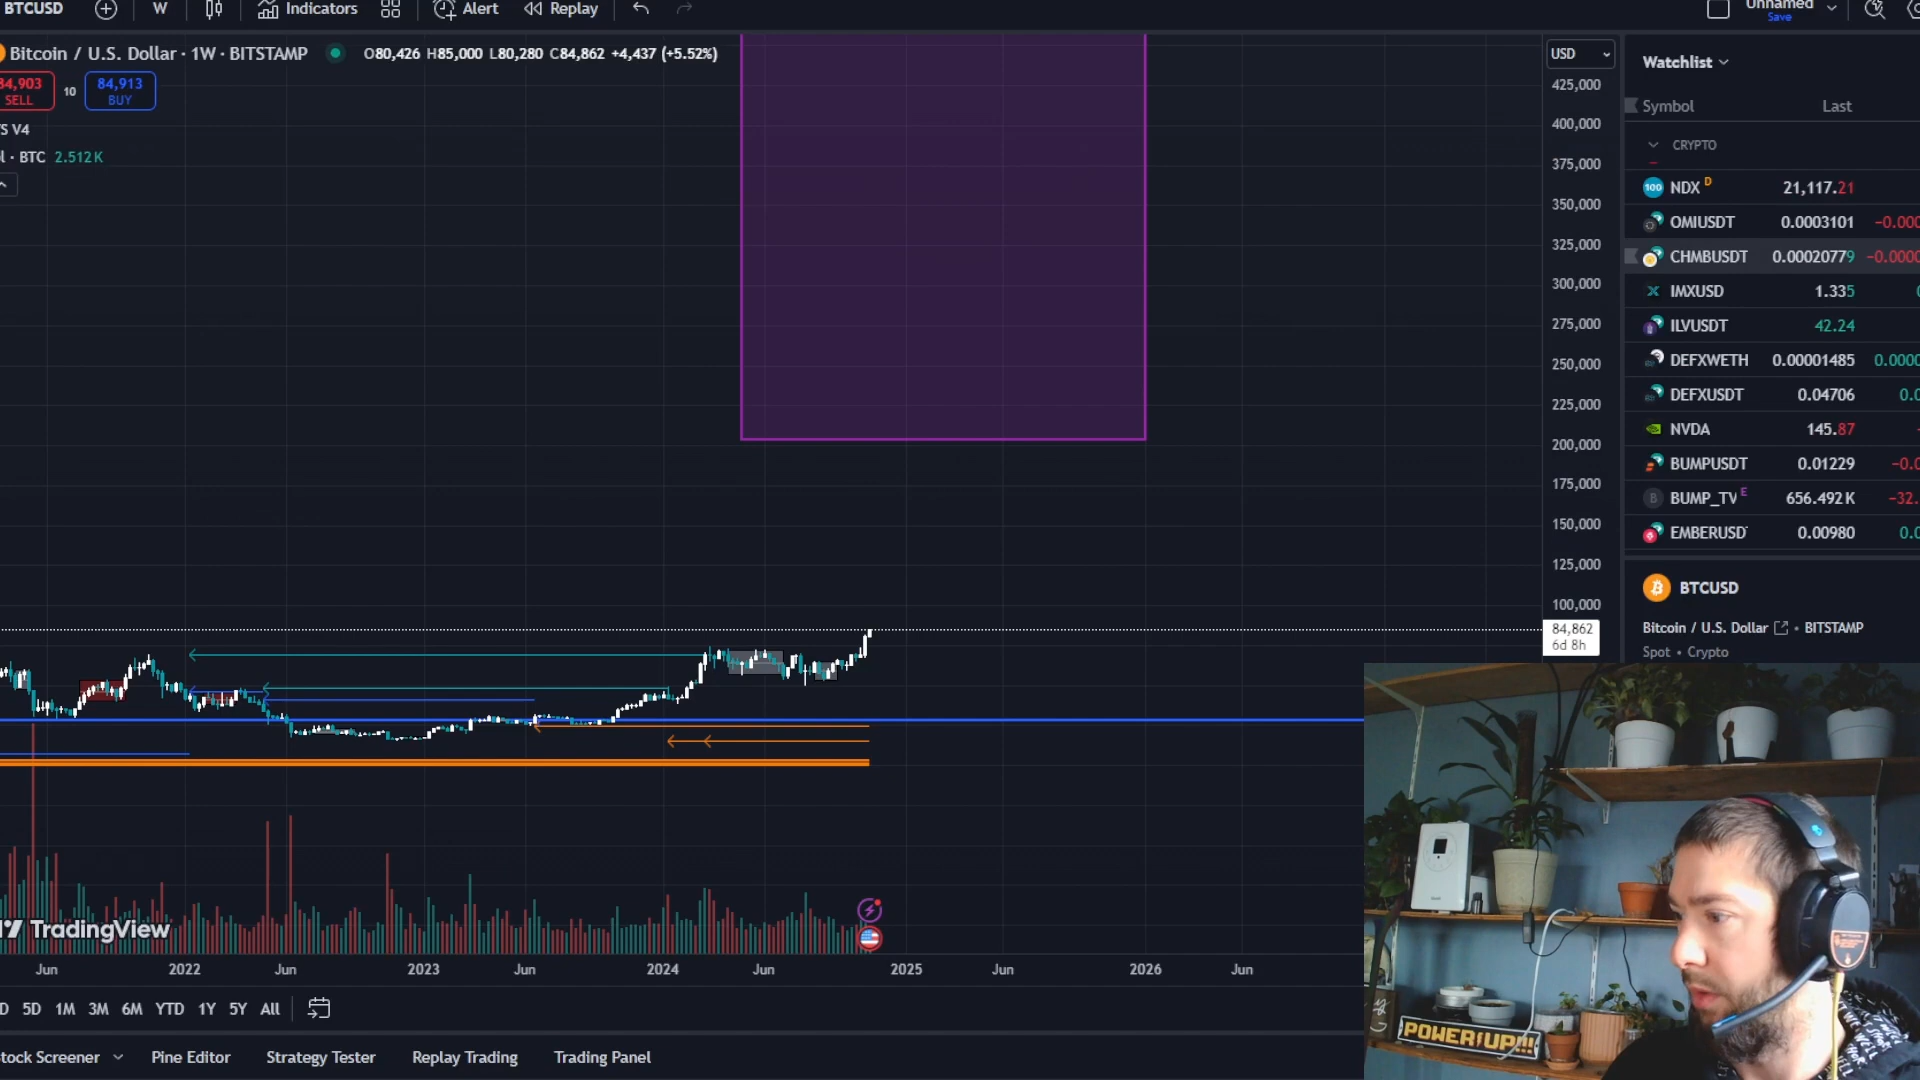 BTCUSD W Indicators Alert Replay Unnamed
Save
Bitcoin / U.S. Dollar · 1W · BITSTAMP O80,426 H85,000 L80,280 C84,862 +4,437 (+5.52%)
84,903
SELL
10
84,913
BUY
S V4
l · BTC 2.512K
USD
425,000
400,000
375,000
350,000
325,000
300,000
275,000
250,000
225,000
200,000
175,000
150,000
125,000
100,000
84,862
6d 8h
Watchlist
Symbol Last
CRYPTO
100 NDX D 21,117.21
OMIUSDT 0.0003101 -0.000
CHMBUSDT 0.00020779 -0.0000
IMXUSD 1.335 0
ILVUSDT 42.24
DEFXWETH 0.00001485 0.0000
DEFXUSDT 0.04706 0.0
NVDA 145.87 -
BUMPUSDT 0.01229 -0.0
B BUMP_TV E 656.492K -32.
EMBERUSD 0.00980 0.0
BTCUSD
Bitcoin / U.S. Dollar • BITSTAMP
Spot • Crypto
TradingView
Jun 2022 Jun 2023 Jun 2024 Jun 2025 Jun 2026 Jun
D 5D 1M 3M 6M YTD 1Y 5Y All
tock Screener Pine Editor Strategy Tester Replay Trading Trading Panel
POWER UP!!!